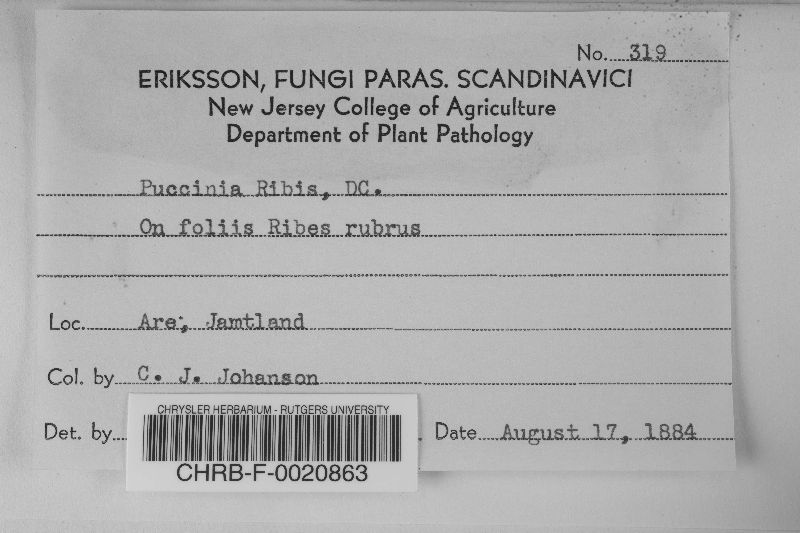 No. 319
ERIKSSON, FUNGI PARAS. SCANDINAVICI
New Jersey College of Agriculture
Department of Plant Pathology
Puccinia Ribis, DC.
On foliis Ribes rubrus
Loc. Are, Jamtland
Col. by C. J. Johanson
Det. by Date August 17, 1884
CHRYSLER HERBARIUM - RUTGERS UNIVERSITY
CHRB-F-0020863